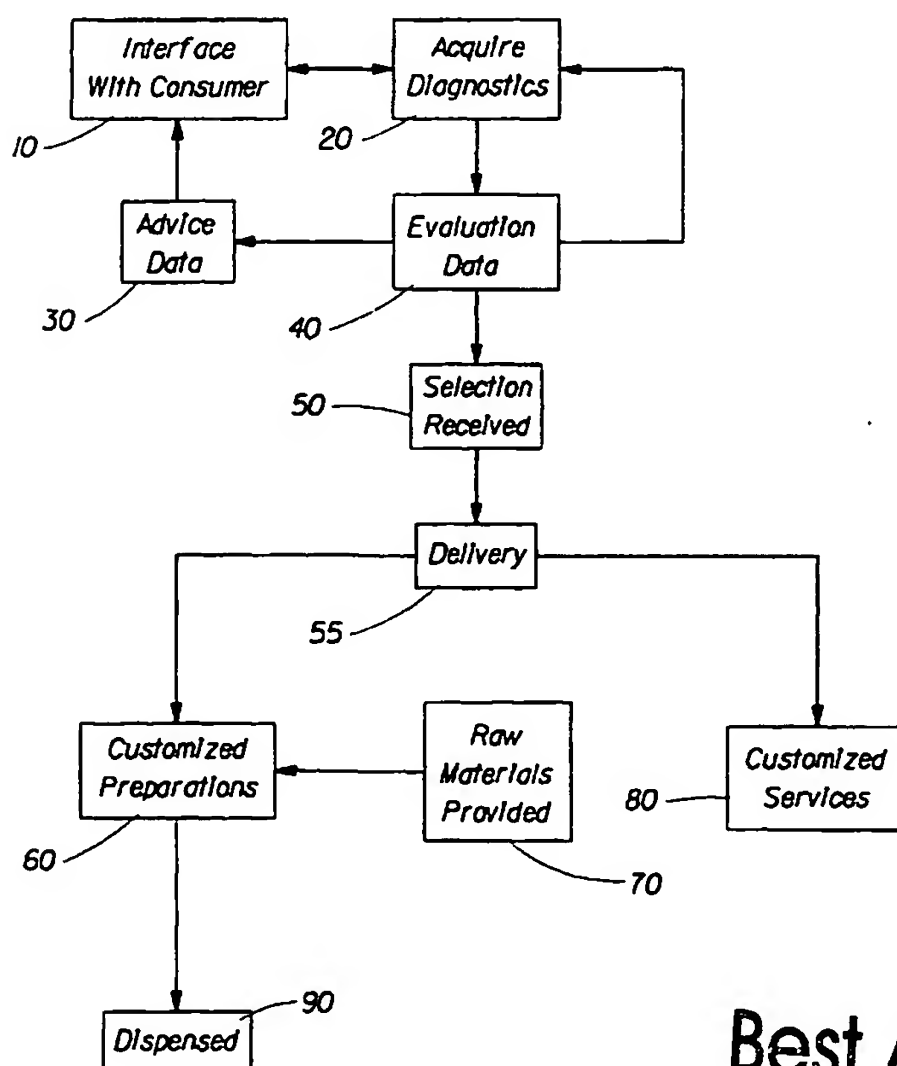 Interface
With Consumer
Acquire
Diagnostics
10
20
Advice
Data
Evaluation
Data
30
40
Selection
Received
50
Delivery
55
Customized
Preparations
Raw
Materials
Provided
Customized
Services
60
70
80
90
Dispensed
Best